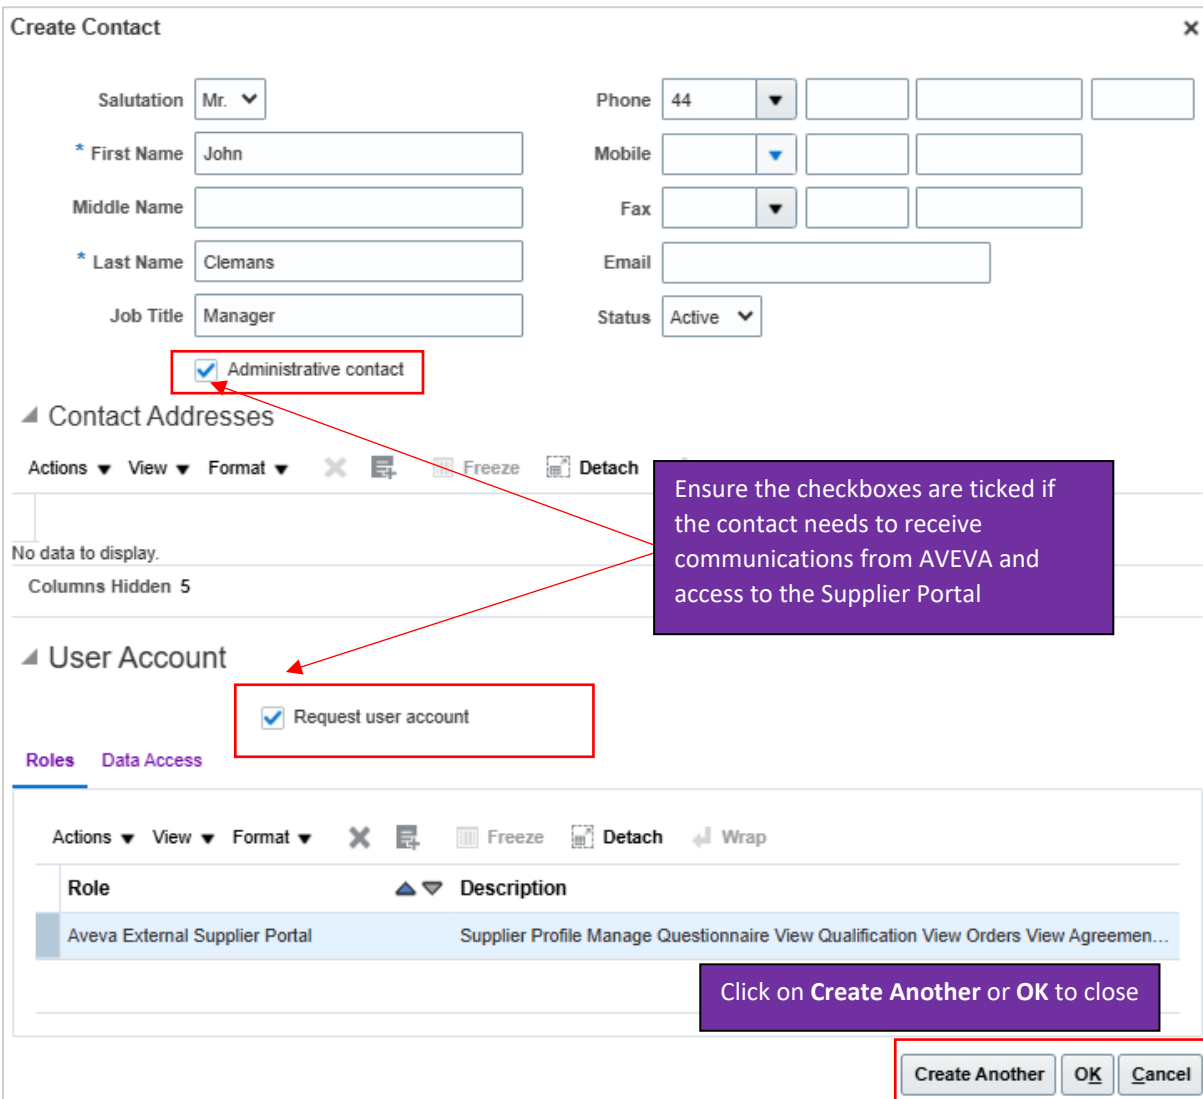 Create Contact
Salutation Mr.
* First Name John
Middle Name
* Last Name Clemans
Job Title Manager
Administrative contact
Phone 44
Mobile
Fax
Email
Status Active
Contact Addresses
Actions View Format Freeze Detach
No data to display.
Columns Hidden 5
Ensure the checkboxes are ticked if
the contact needs to receive
communications from AVEVA and
access to the Supplier Portal
User Account
Request user account
Roles Data Access
Actions View Format Freeze Detach Wrap
Role Description
Aveva External Supplier Portal Supplier Profile Manage Questionnaire View Qualification View Orders View Agreemen...
Click on Create Another or OK to close
Create Another OK Cancel